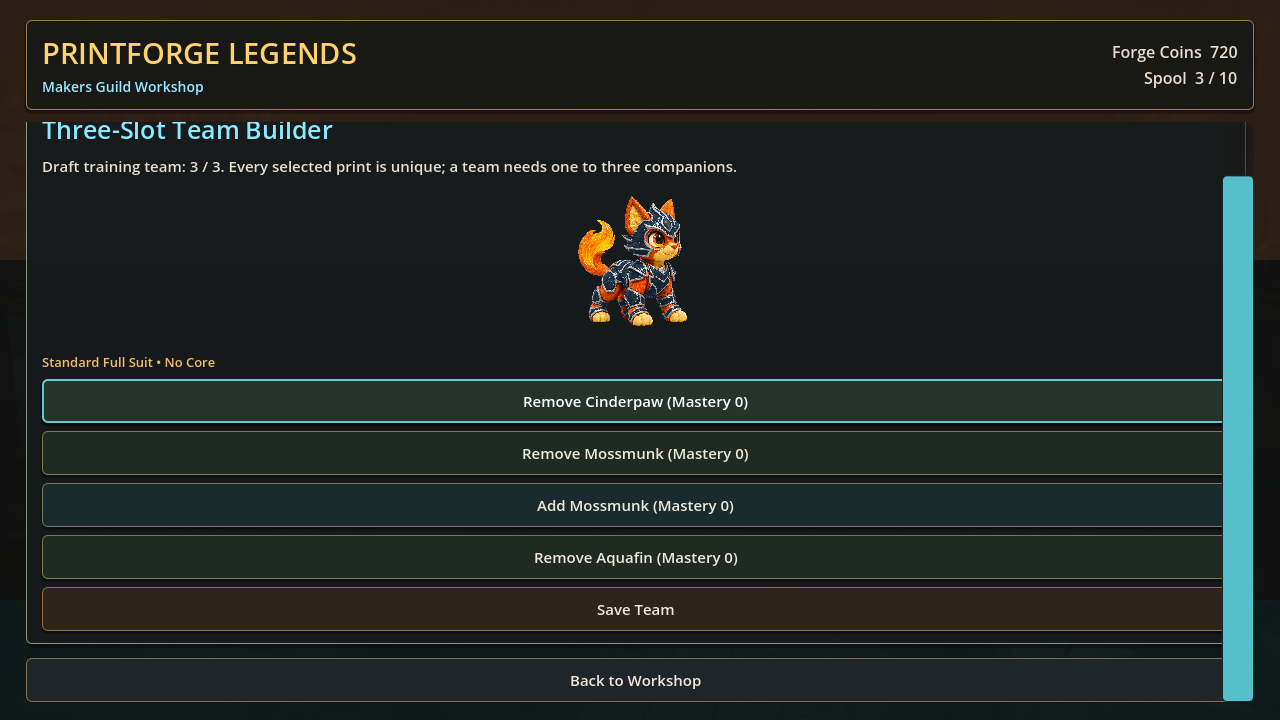 PRINTFORGE LEGENDS
Makers Guild Workshop
Forge Coins 720
Spool 3 / 10
Three-Slot Team Builder
Draft training team: 3 / 3. Every selected print is unique; a team needs one to three companions.
Standard Full Suit • No Core
Remove Cinderpaw (Mastery 0)
Remove Mossmunk (Mastery 0)
Add Mossmunk (Mastery 0)
Remove Aquafin (Mastery 0)
Save Team
Back to Workshop